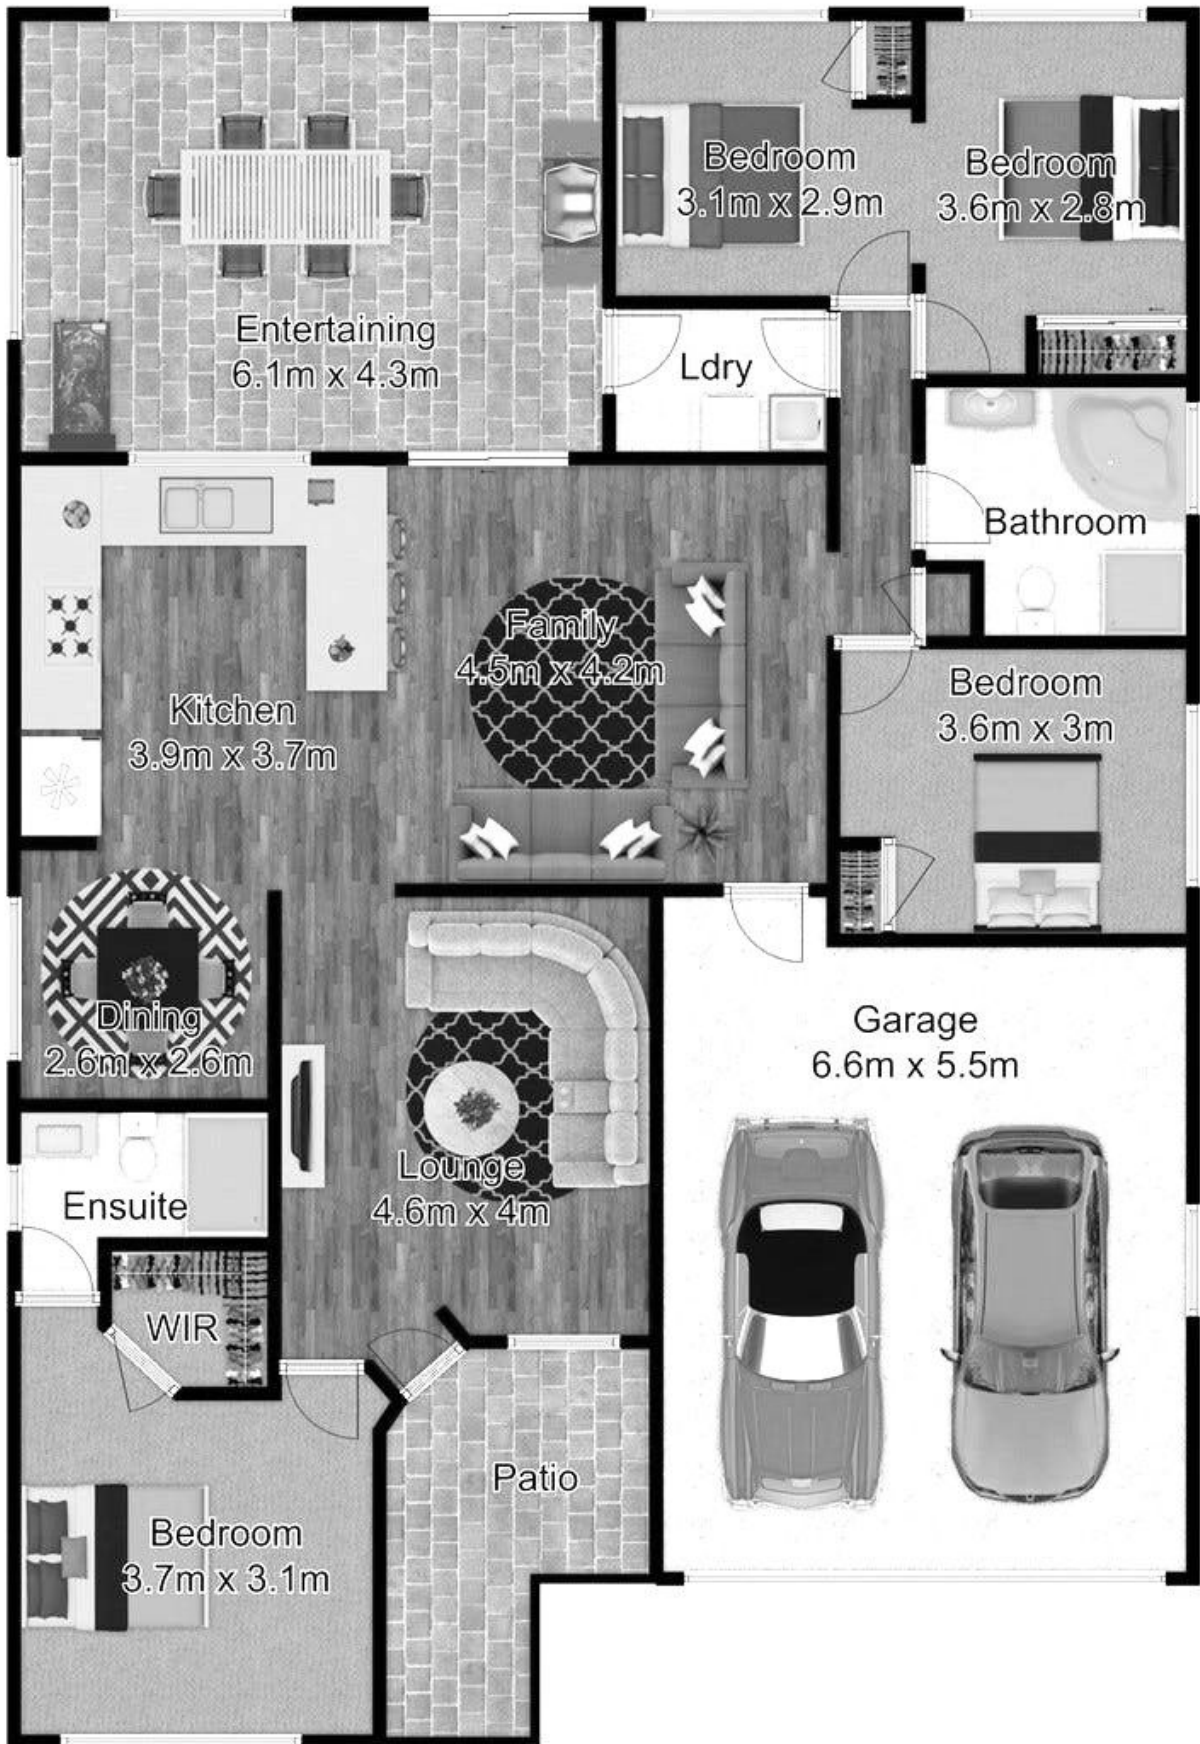 Bedroom
3.1m x 2.9m
Bedroom
3.6m x 2.8m
Entertaining
6.1m x 4.3m
Ldry
Bathroom
Family
4.5m x 4.2m
Kitchen
3.9m x 3.7m
Bedroom
3.6m x 3m
Dining
2.6m x 2.6m
Garage
6.6m x 5.5m
Lounge
4.6m x 4m
Ensuite
WIR
Patio
Bedroom
3.7m x 3.1m